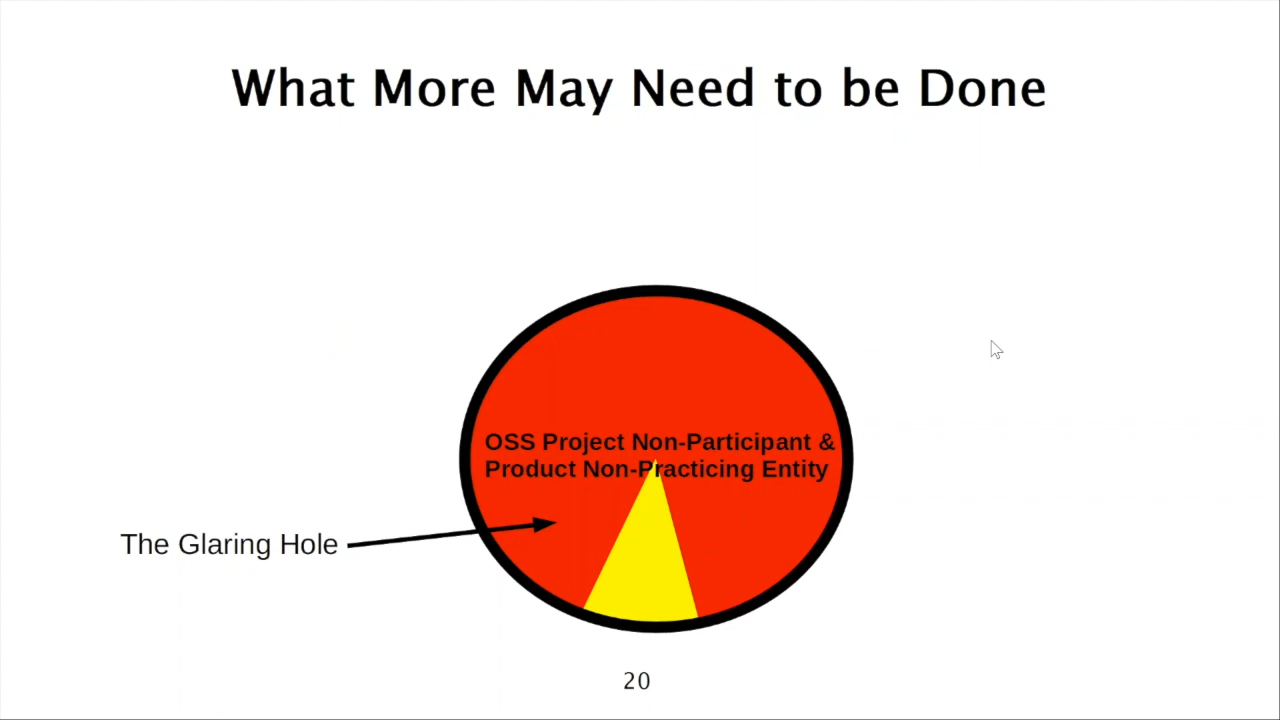 What More May Need to be Done
OSS Project Non-Participant &
Product Non-Practicing Entity
The Glaring Hole
20